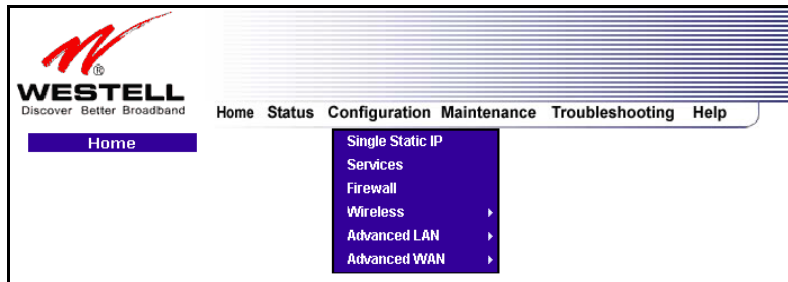 ®
WESTELL
Discover Better Broadband
Home Status Configuration Maintenance Troubleshooting Help
Home
Single Static IP
Services
Firewall
Wireless
Advanced LAN
Advanced WAN